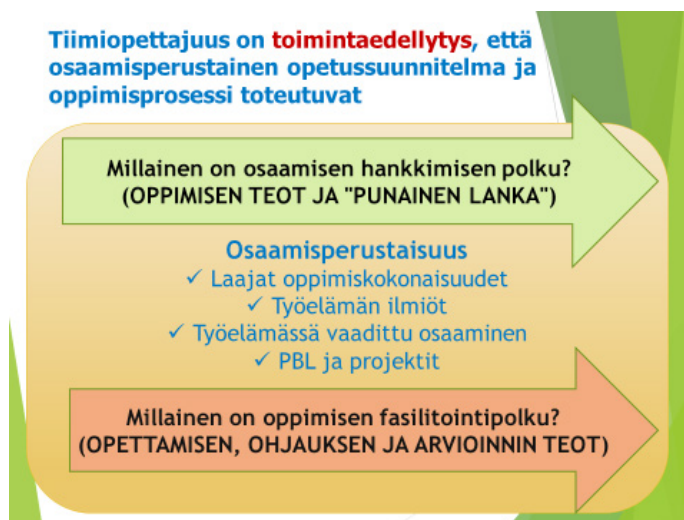 Tiimiopettajuus on toimintaedellytys, että
osaamisperustainen opetussuunnitelma ja
oppimisprosessi toteutuvat
Millainen on osaamisen hankkimisen polku?
(OPPIMISEN TEOT JA "PUNAINEN LANKA")
Osaamisperustaisuus
✓ Laajat oppimiskokonaisuudet
✓ Työelämän ilmiöt
✓ Työelämässä vaadittu osaaminen
✓ PBL ja projektit
Millainen on oppimisen fasilitointipolku?
(OPETTAMISEN, OHJAUKSEN JA ARVIOINNIN TEOT)